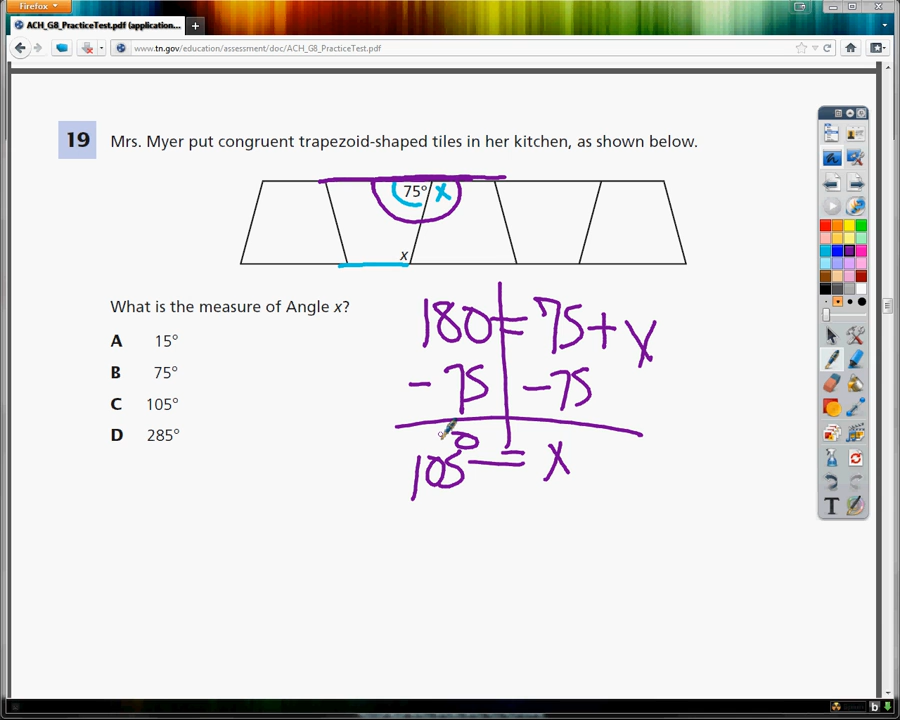 Firefox
ACH_G8_PracticeTest.pdf (application...
www.tn.gov/education/assessment/doc/ACH_G8_PracticeTest.pdf
19 Mrs. Myer put congruent trapezoid-shaped tiles in her kitchen, as shown below.
75° x
x
What is the measure of Angle x?
A 15°
B 75°
C 105°
D 285°
180 = 75 + x
- 75 - 75
105° = x
T
b